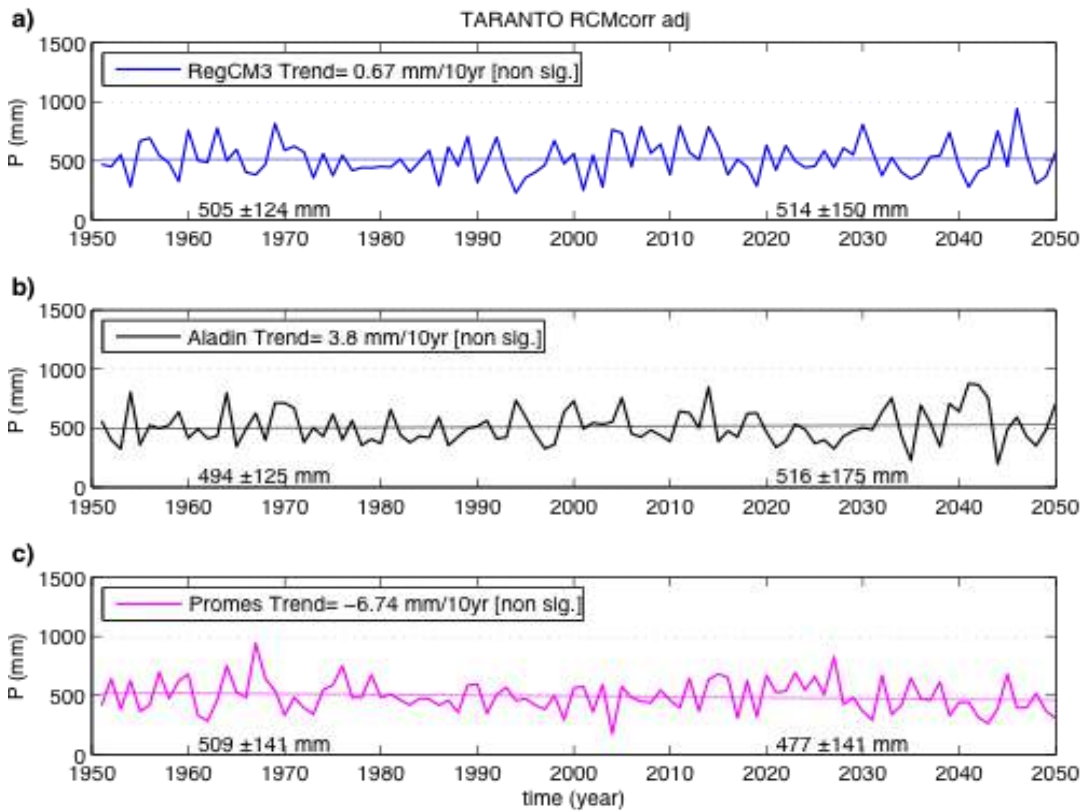 TARANTO RCMcorr adj
a)
1500
RegCM3 Trend= 0.67 mm/10yr [non sig.]
1000
P (mm)
500
505 ±124 mm 514 ±150 mm
0
1950 1960 1970 1980 1990 2000 2010 2020 2030 2040 2050
b)
1500
Aladin Trend= 3.8 mm/10yr [non sig.]
1000
P (mm)
500
494 ±125 mm 516 ±175 mm
0
1950 1960 1970 1980 1990 2000 2010 2020 2030 2040 2050
c)
1500
Promes Trend= −6.74 mm/10yr [non sig.]
1000
P (mm)
500
509 ±141 mm 477 ±141 mm
0
1950 1960 1970 1980 1990 2000 2010 2020 2030 2040 2050
time (year)